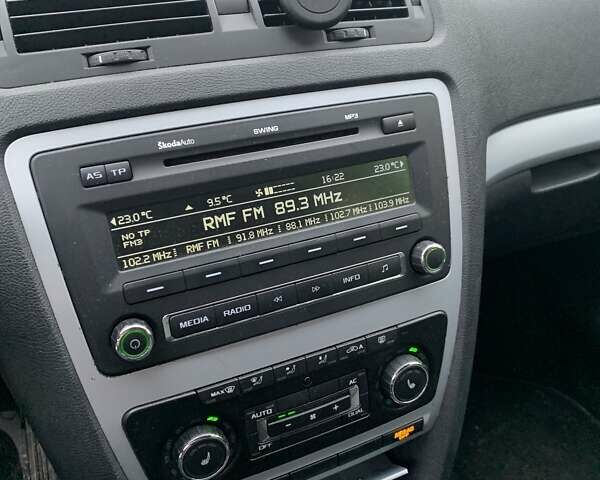 ŠkodaAuto SWING MP3
AS TP
23.0°C 9.5°C 16:22 23.0°C
NO TP RMF FM 89.3 MHz
FM3
102.2 MHz RMF FM 91.8 MHz 88.1 MHz 102.7 MHz 103.9 MHz
MEDIA RADIO INFO
MAX
A
AUTO AC
OFF DUAL